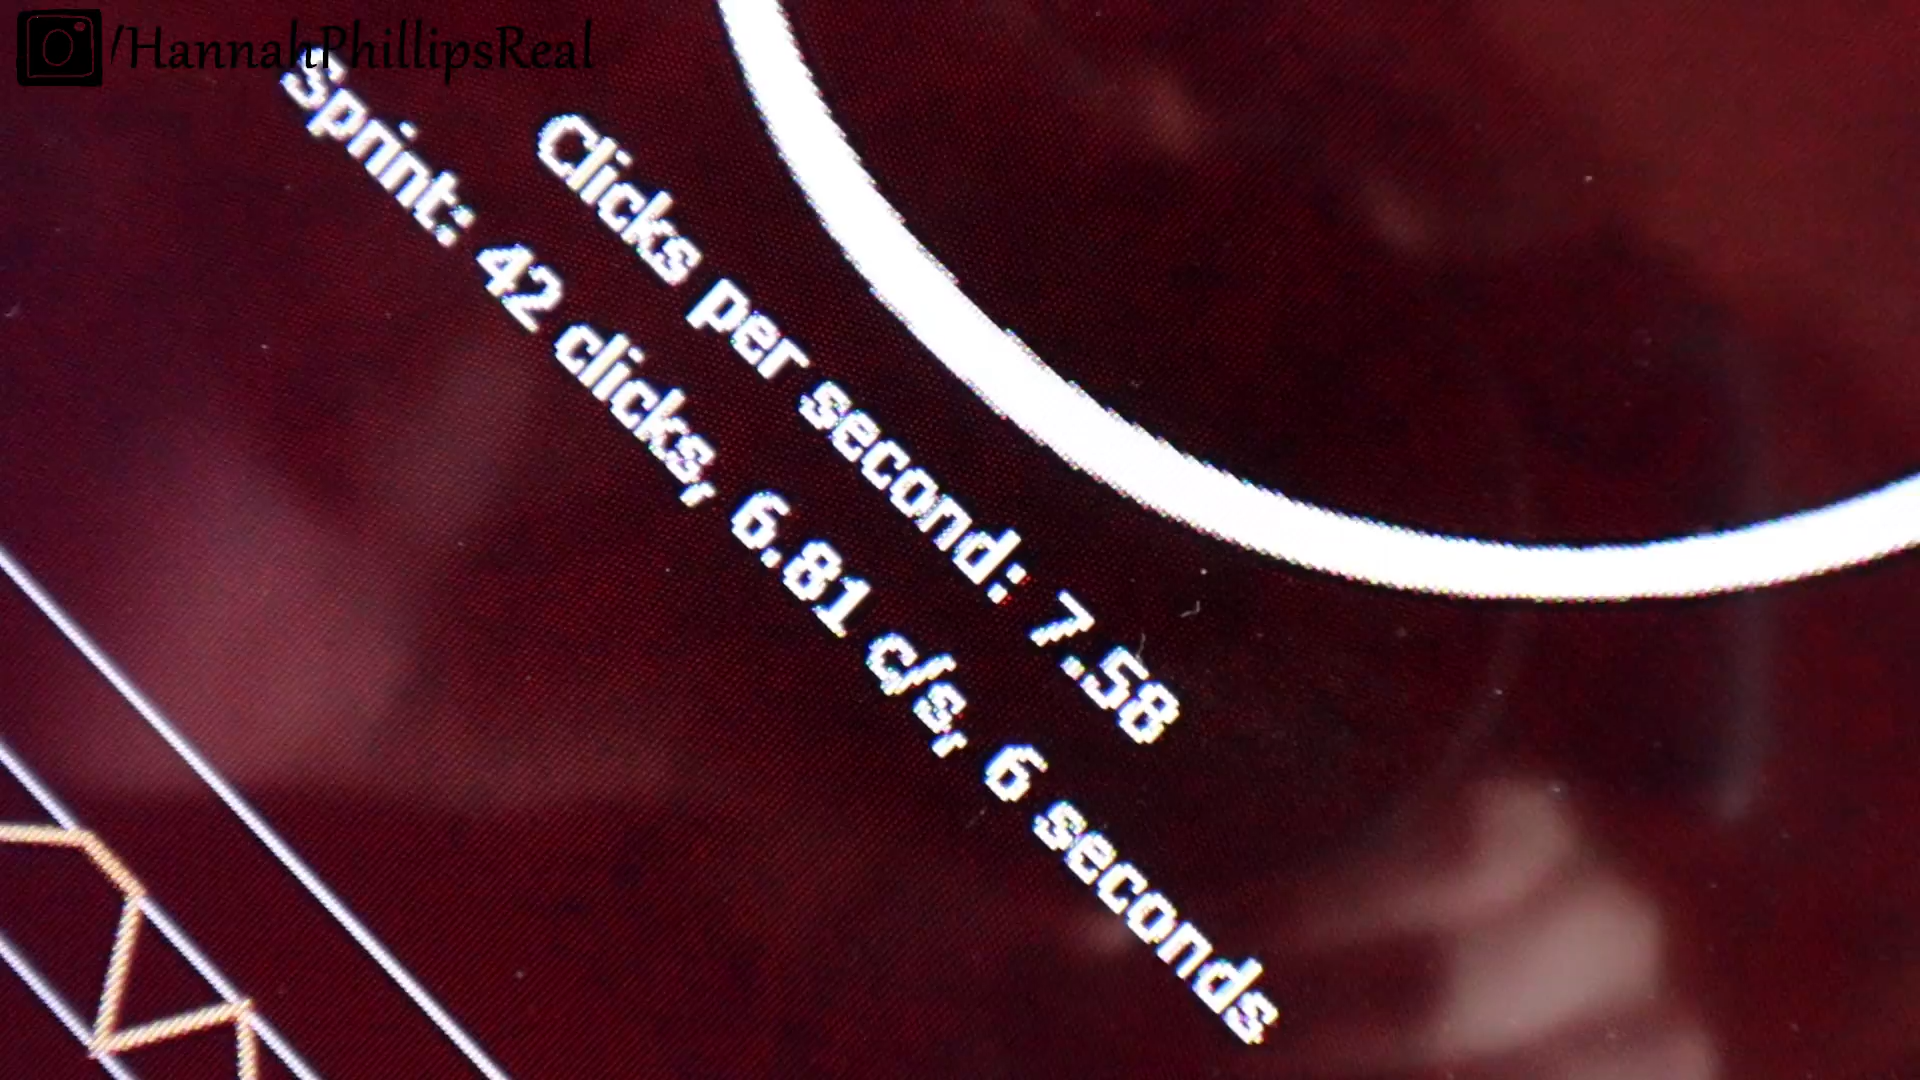 /HannahPhillipsReal
Clicks per second: 7.58
Sprint: 42 clicks, 6.81 c/s, 6 seconds